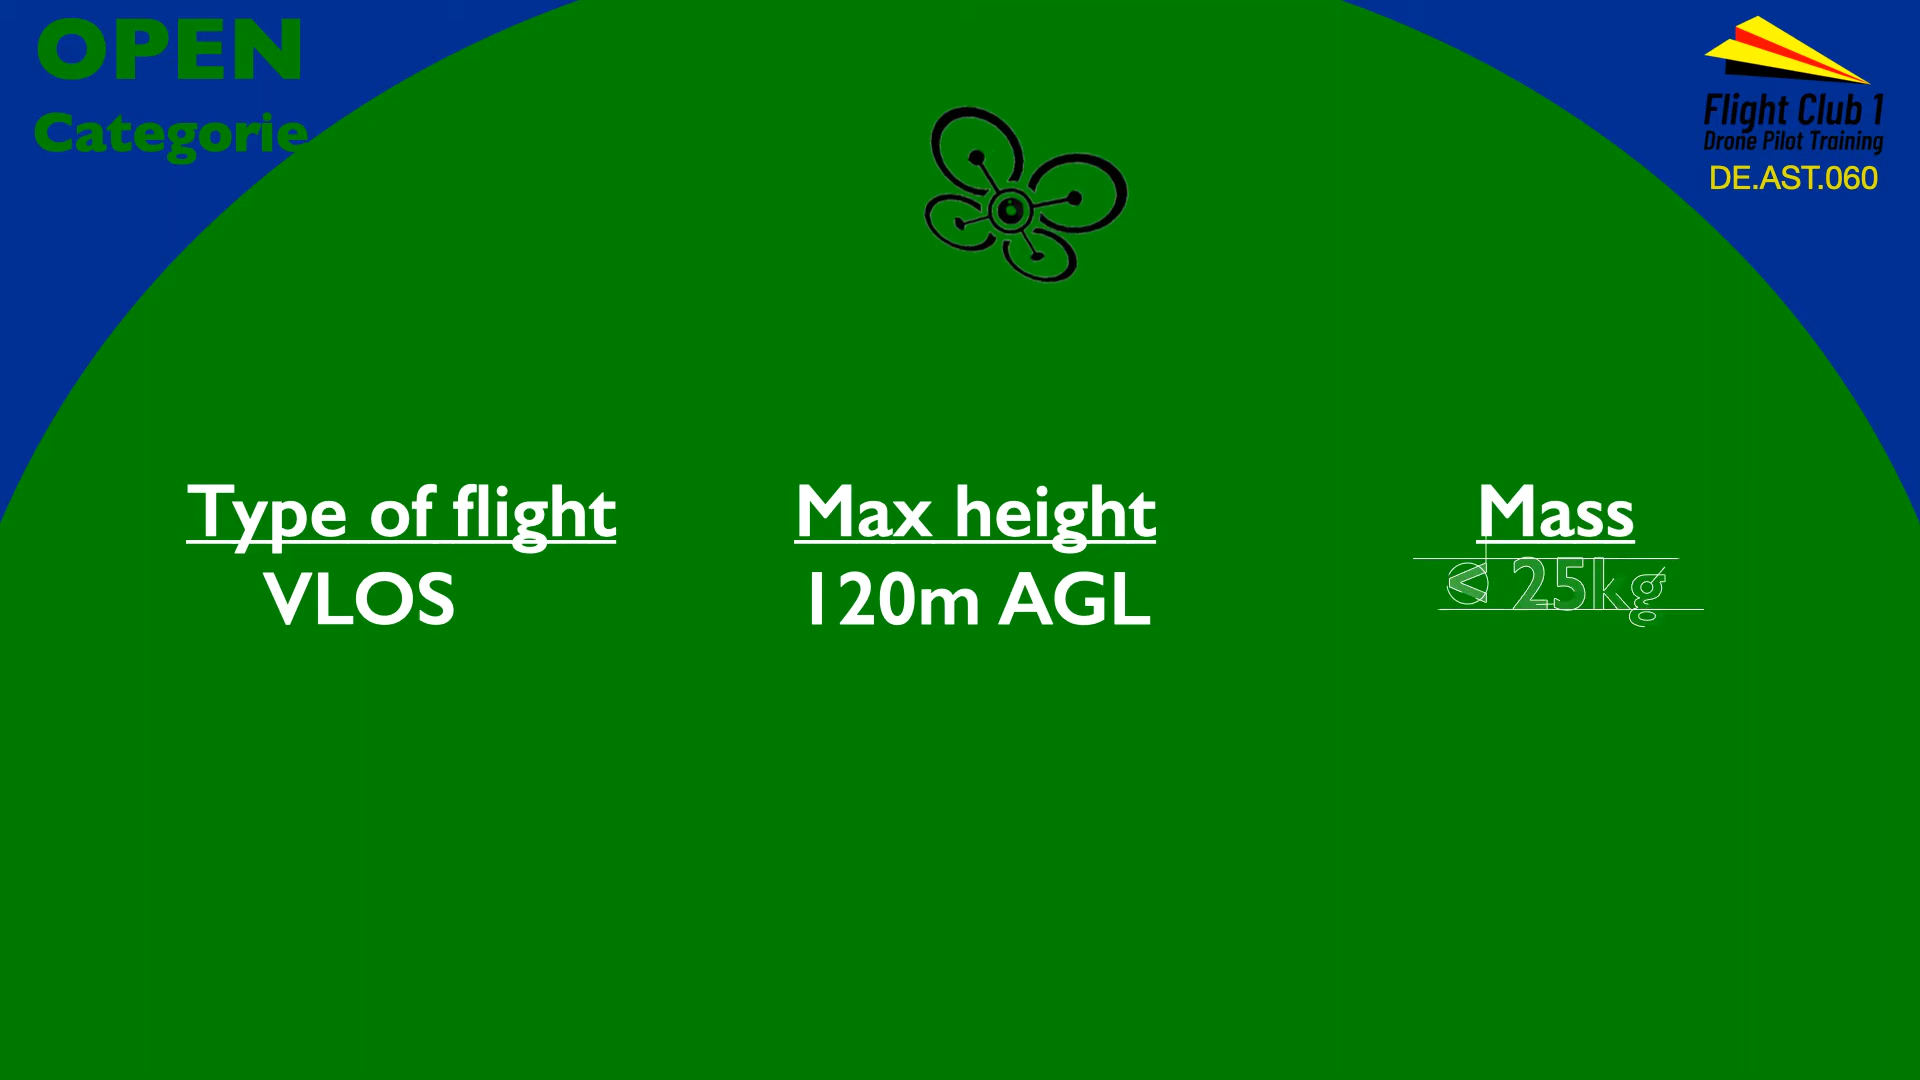 OPEN
Categorie
Flight Club 1
Drone Pilot Training
DE.AST.060
Type of flight
VLOS
Max height
120m AGL
Mass
< 25kg